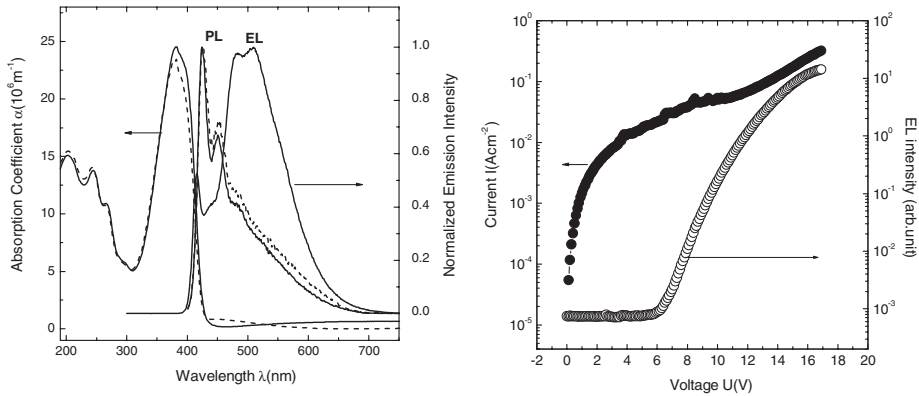 PL EL
25
20
15
10
5
0
1.0
0.8
0.6
0.4
0.2
0.0
200 300 400 500 600 700
Absorption Coefficient α(10⁶m⁻¹)
Normalized Emission Intensity
Wavelength λ(nm)
10⁰
10⁻¹
10⁻²
10⁻³
10⁻⁴
10⁻⁵
10²
10¹
10⁰
10⁻¹
10⁻²
10⁻³
-2 0 2 4 6 8 10 12 14 16 18 20
Current I(Acm⁻²)
EL intensity (arb.unit)
Voltage U(V)